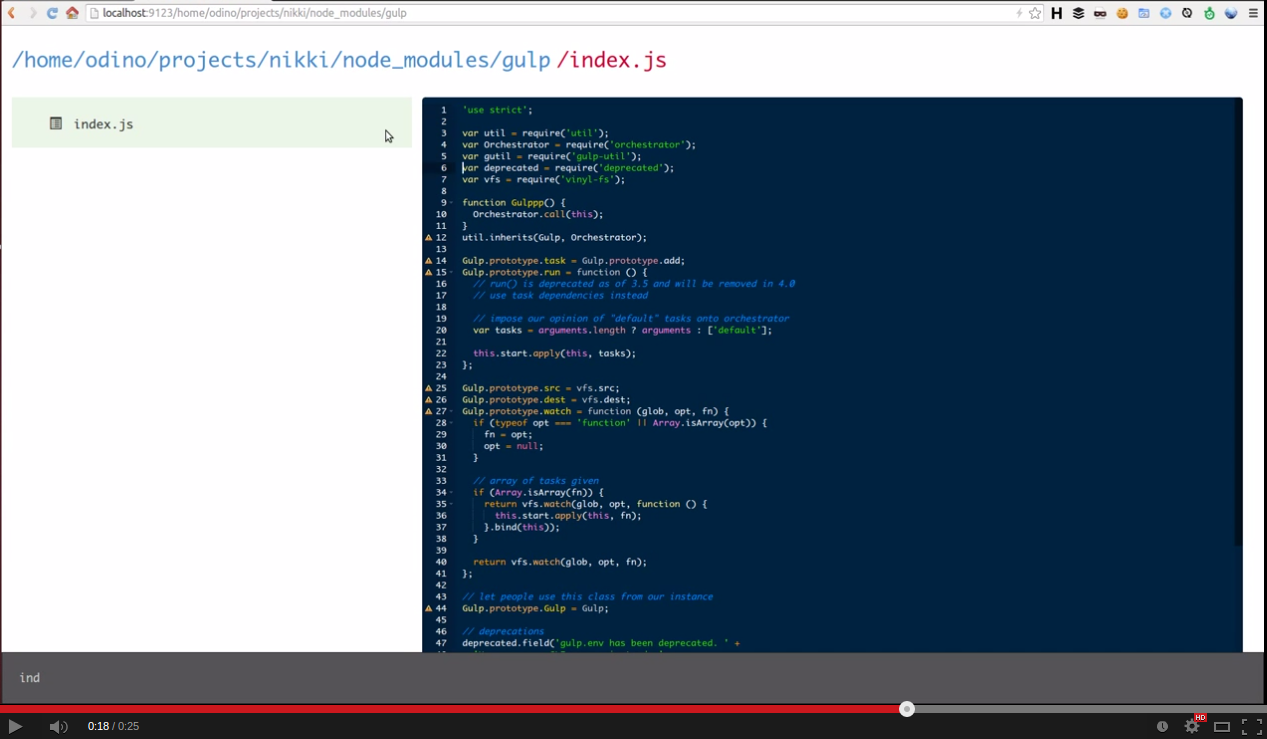 localhost:9123/home/odino/projects/nikki/node_modules/gulp
/home/odino/projects/nikki/node_modules/gulp /index.js
index.js
1 'use strict';
2
3 var util = require('util');
4 var Orchestrator = require('orchestrator');
5 var gutil = require('gulp-util');
6 var deprecated = require('deprecated');
7 var vfs = require('vinyl-fs');
8
9 function Gulppp() {
10 Orchestrator.call(this);
11 }
12 util.inherits(Gulp, Orchestrator);
13
14 Gulp.prototype.task = Gulp.prototype.add;
15 Gulp.prototype.run = function () {
16 // run() is deprecated as of 3.5 and will be removed in 4.0
17 // use task dependencies instead
18
19 // impose our opinion of "default" tasks onto orchestrator
20 var tasks = arguments.length ? arguments : ['default'];
21
22 this.start.apply(this, tasks);
23 };
24
25 Gulp.prototype.src = vfs.src;
26 Gulp.prototype.dest = vfs.dest;
27 Gulp.prototype.watch = function (glob, opt, fn) {
28 if (typeof opt === 'function' || Array.isArray(opt)) {
29 fn = opt;
30 opt = null;
31 }
32
33 // array of tasks given
34 if (Array.isArray(fn)) {
35 return vfs.watch(glob, opt, function () {
36 this.start.apply(this, fn);
37 }.bind(this));
38 }
39
40 return vfs.watch(glob, opt, fn);
41 };
42
43 // let people use this class from our instance
44 Gulp.prototype.Gulp = Gulp;
45
46 // deprecations
47 deprecated.field('gulp.env has been deprecated. ' +
ind
0:18 / 0:25
HD